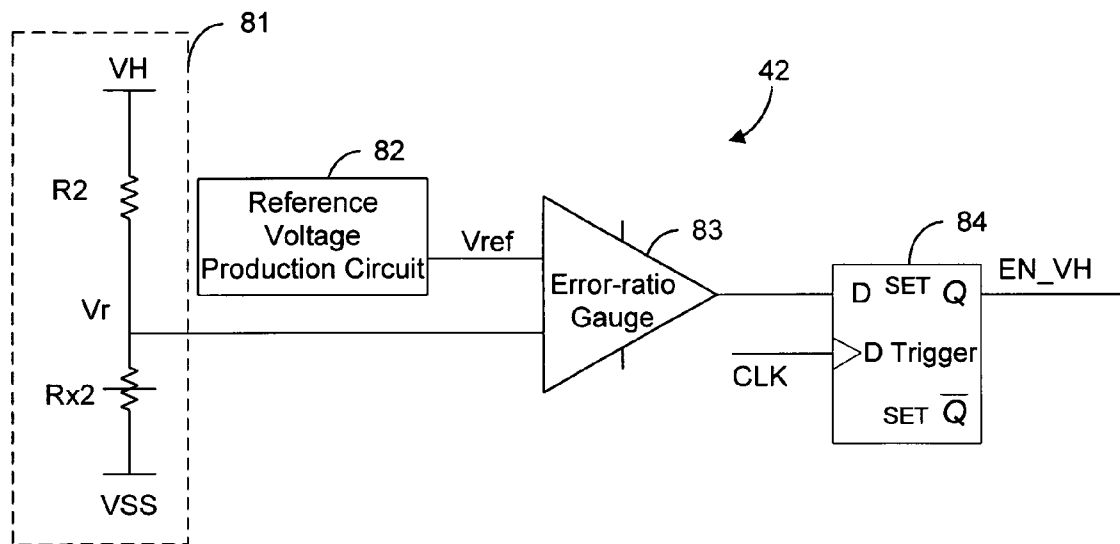 81
VH
42
R2
82
Reference
Voltage
Production Circuit
Vref
83
Error-ratio
Gauge
84
D SET Q
EN_VH
Vr
D Trigger
CLK
Rx2
SET Q̅
VSS